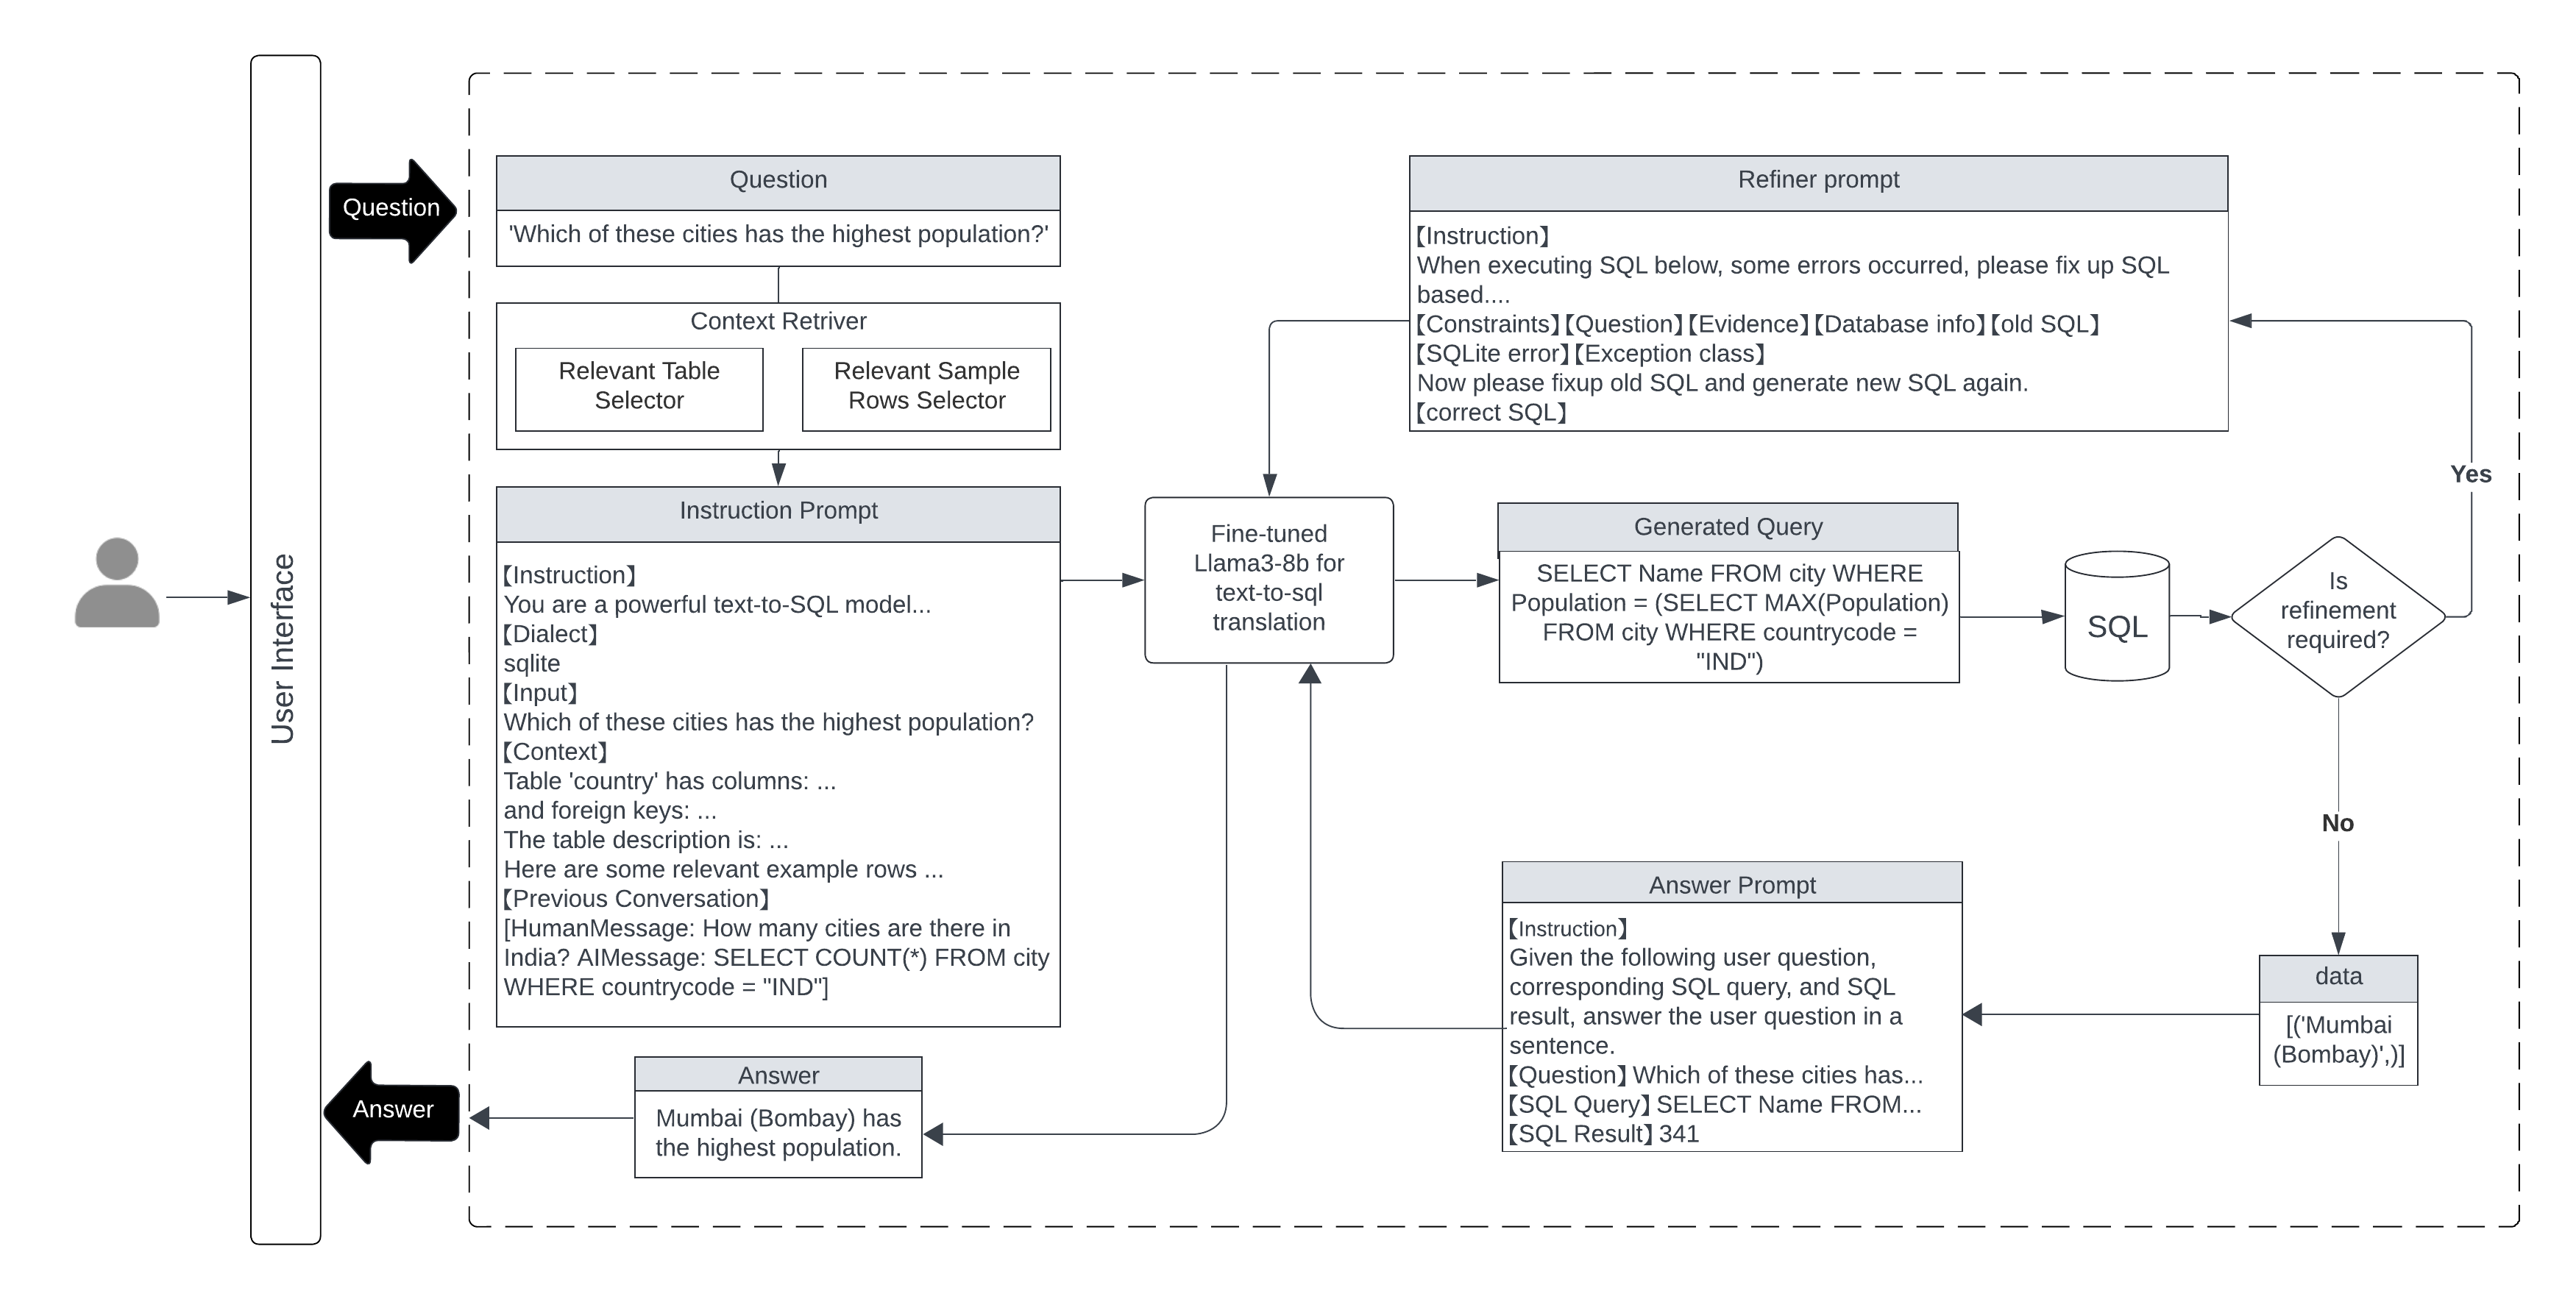 User Interface
Question
Question
'Which of these cities has the highest population?'
Context Retriver
Relevant Table
Selector
Relevant Sample
Rows Selector
Instruction Prompt
【Instruction】
You are a powerful text-to-SQL model...
【Dialect】
sqlite
【Input】
Which of these cities has the highest population?
【Context】
Table 'country' has columns: ...
and foreign keys: ...
The table description is: ...
Here are some relevant example rows ...
【Previous Conversation】
[HumanMessage: How many cities are there in
India? AIMessage: SELECT COUNT(*) FROM city
WHERE countrycode = "IND"]
Fine-tuned
Llama3-8b for
text-to-sql
translation
Refiner prompt
【Instruction】
When executing SQL below, some errors occurred, please fix up SQL
based....
【Constraints】【Question】【Evidence】【Database info】【old SQL】
【SQLite error】【Exception class】
Now please fixup old SQL and generate new SQL again.
【correct SQL】
Generated Query
SELECT Name FROM city WHERE
Population = (SELECT MAX(Population)
FROM city WHERE countrycode =
"IND")
SQL
Is
refinement
required?
Yes
No
data
[('Mumbai
(Bombay)',)]
Answer Prompt
【Instruction】
Given the following user question,
corresponding SQL query, and SQL
result, answer the user question in a
sentence.
【Question】 Which of these cities has...
【SQL Query】 SELECT Name FROM...
【SQL Result】 341
Answer
Mumbai (Bombay) has
the highest population.
Answer